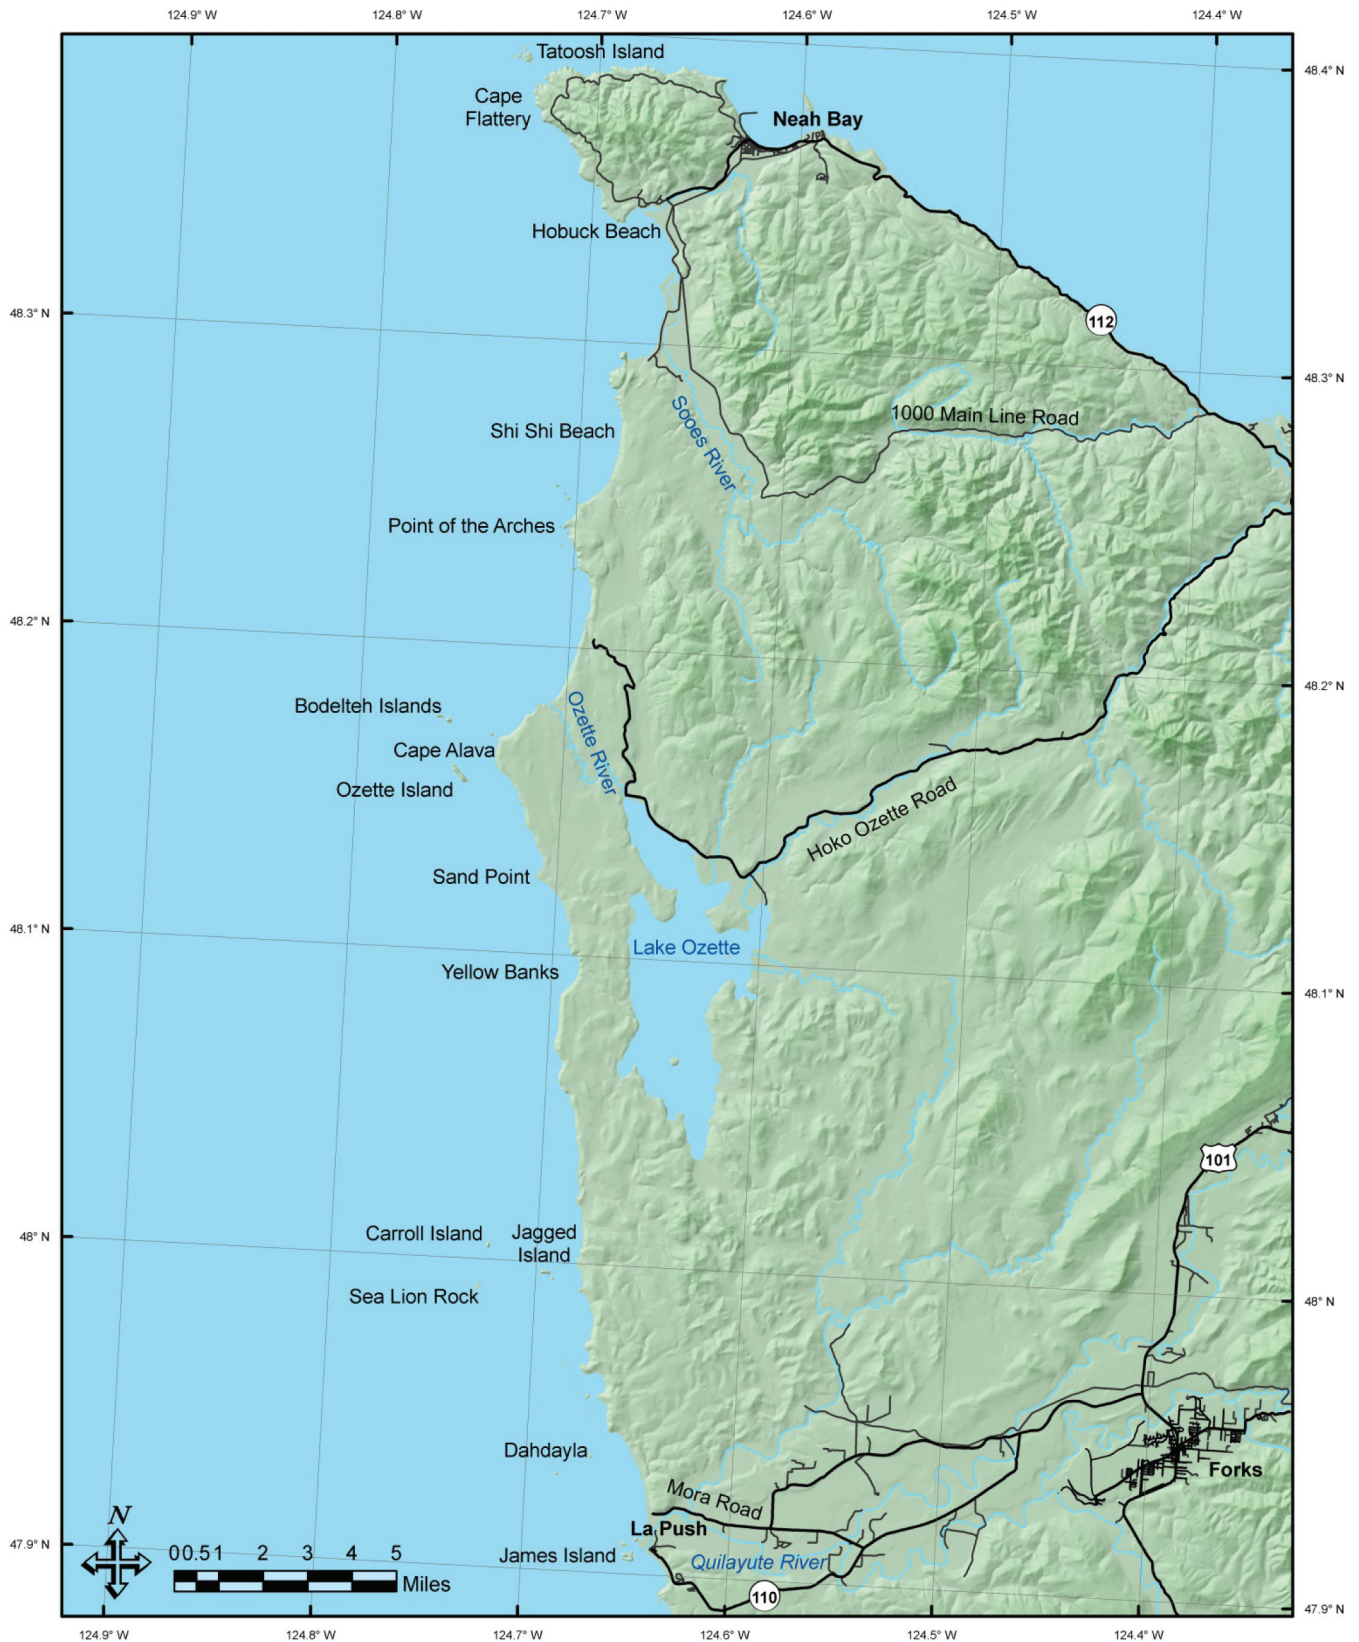 124.9° W
124.8° W
124.7° W
124.6° W
124.5° W
124.4° W
Tatoosh Island
48.4° N
Cape
Flattery
Neah Bay
Hobuck Beach
48.3° N
112
48.3° N
1000 Main Line Road
Shi Shi Beach
Sooes River
Point of the Arches
48.2° N
48.2° N
Bodelteh Islands
Ozette River
Cape Alava
Ozette Island
Hoko Ozette Road
Sand Point
48.1° N
Lake Ozette
Yellow Banks
48.1° N
101
Carroll Island
Jagged
Island
48° N
Sea Lion Rock
48° N
Dahdayla
Forks
Mora Road
La Push
N
James Island
Quilayute River
47.9° N
0 0.5 1 2 3 4 5
Miles
110
47.9° N
124.9° W
124.8° W
124.7° W
124.6° W
124.5° W
124.4° W